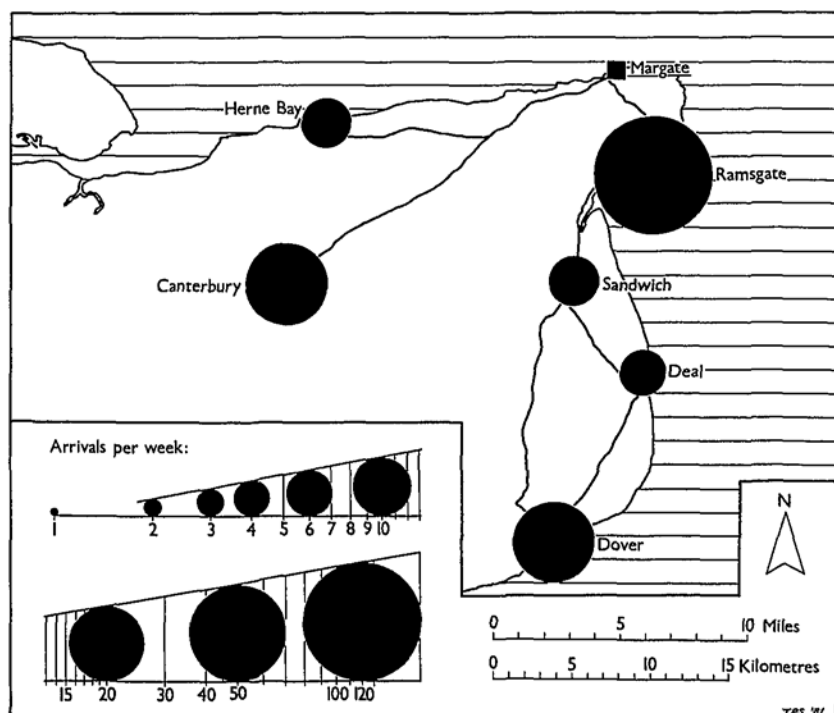 Margate
Herne Bay
Ramsgate
Canterbury
Sandwich
Deal
Arrivals per week:
1 2 3 4 5 6 7 8 9 10
Dover
N
15 20 30 40 50 100 120
0 5 10 Miles
0 5 10 15 Kilometres